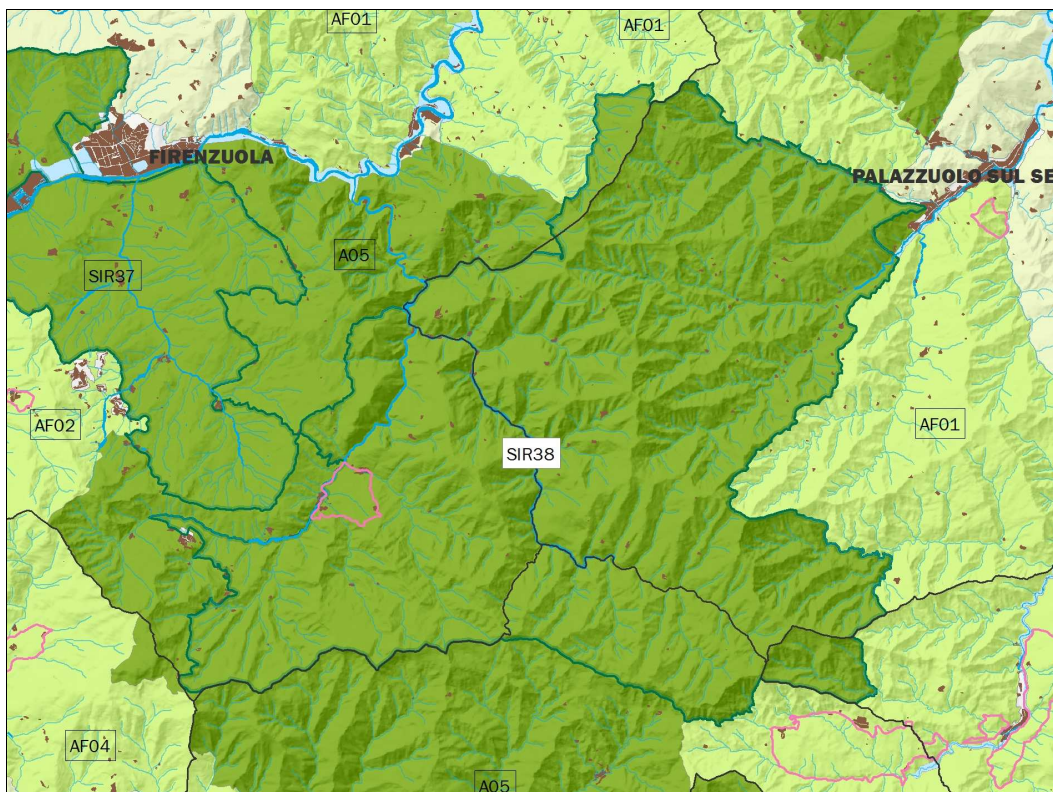 AF01
AF01
FIRENZUOLA
PALAZZUOLO SUL SE
A05
SIR37
AF02
AF01
SIR38
AF04
A05